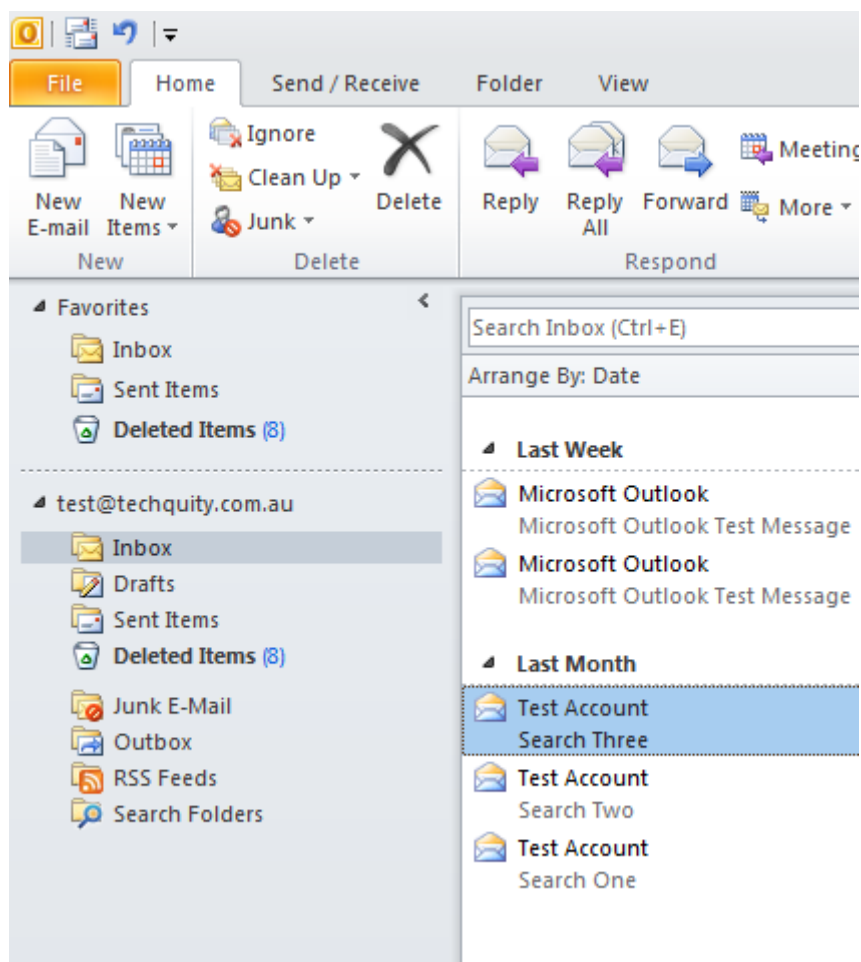 File Home Send / Receive Folder View
Ignore
Clean Up
Junk
New E-mail
New Items
Delete
Reply
Reply All
Forward
Meeting
More
New Delete Respond
Favorites
Inbox
Sent Items
Deleted Items (8)
test@techquity.com.au
Inbox
Drafts
Sent Items
Deleted Items (8)
Junk E-Mail
Outbox
RSS Feeds
Search Folders
Search Inbox (Ctrl+E)
Arrange By: Date
Last Week
Microsoft Outlook
Microsoft Outlook Test Message
Microsoft Outlook
Microsoft Outlook Test Message
Last Month
Test Account
Search Three
Test Account
Search Two
Test Account
Search One